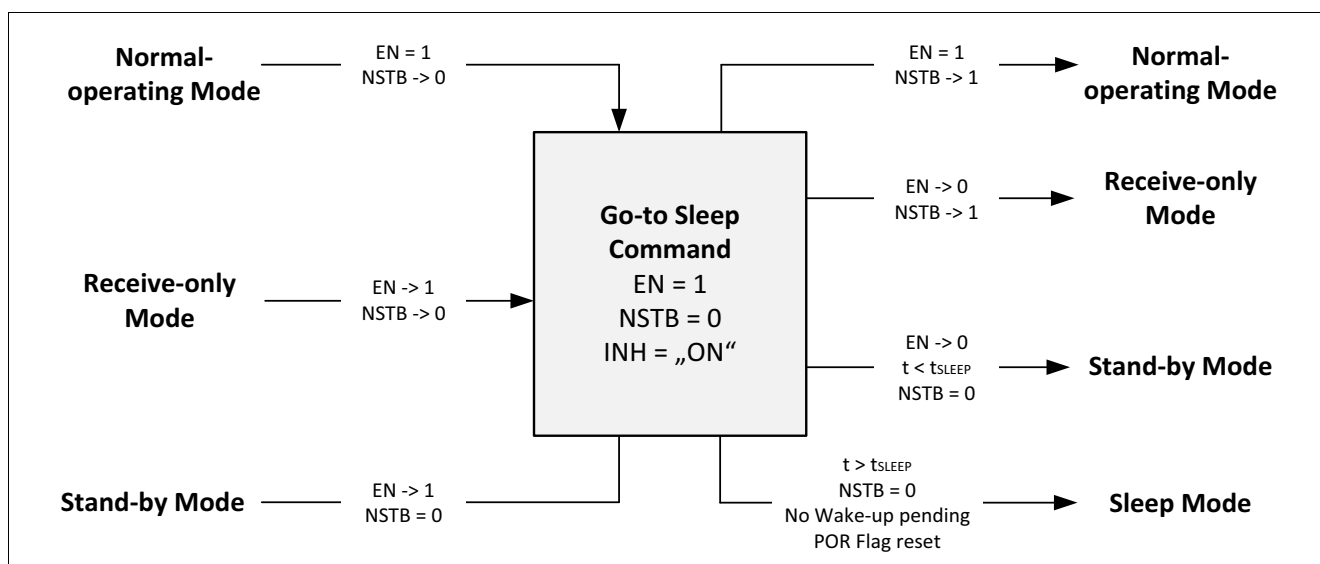 Normal-
operating Mode
EN = 1
NSTB -> 0
Receive-only
Mode
EN -> 1
NSTB -> 0
Stand-by Mode
EN -> 1
NSTB = 0
Go-to Sleep
Command
EN = 1
NSTB = 0
INH = „ON“
EN = 1
NSTB -> 1
Normal-
operating Mode
EN -> 0
NSTB -> 1
Receive-only
Mode
EN -> 0
t < tSLEEP
NSTB = 0
Stand-by Mode
t > tSLEEP
NSTB = 0
No Wake-up pending
POR Flag reset
Sleep Mode